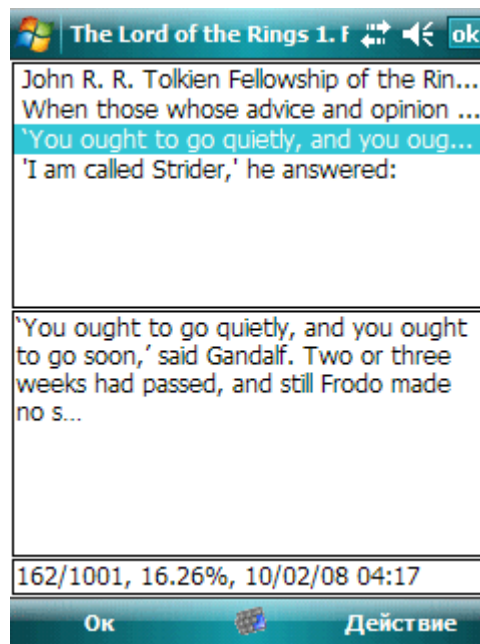 The Lord of the Rings 1. F ok
John R. R. Tolkien Fellowship of the Rin...
When those whose advice and opinion ...
‘You ought to go quietly, and you oug...
'I am called Strider,' he answered:
‘You ought to go quietly, and you ought
to go soon,’ said Gandalf. Two or three
weeks had passed, and still Frodo made
no s...
162/1001, 16.26%, 10/02/08 04:17
Ок Действие